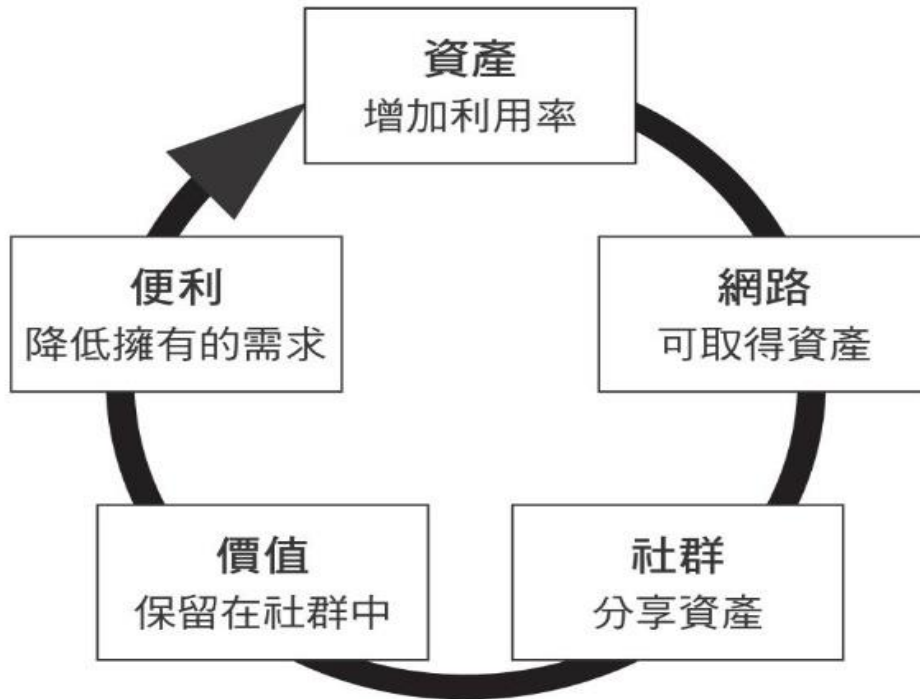 資產
增加利用率
網路
可取得資產
社群
分享資產
價值
保留在社群中
便利
降低擁有的需求